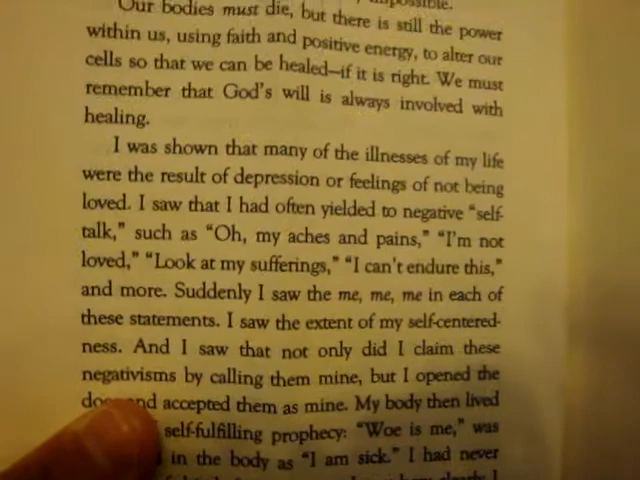 impossible.
Our bodies must die, but there is still the power
within us, using faith and positive energy, to alter our
cells so that we can be healed—if it is right. We must
remember that God's will is always involved with
healing.
I was shown that many of the illnesses of my life
were the result of depression or feelings of not being
loved. I saw that I had often yielded to negative “self-
talk,” such as “Oh, my aches and pains,” “I'm not
loved,” “Look at my sufferings,” “I can't endure this,”
and more. Suddenly I saw the me, me, me in each of
these statements. I saw the extent of my self-centered-
ness. And I saw that not only did I claim these
negativisms by calling them mine, but I opened the
and accepted them as mine. My body then lived
self-fulfilling prophecy: “Woe is me,” was
in the body as “I am sick.” I had never